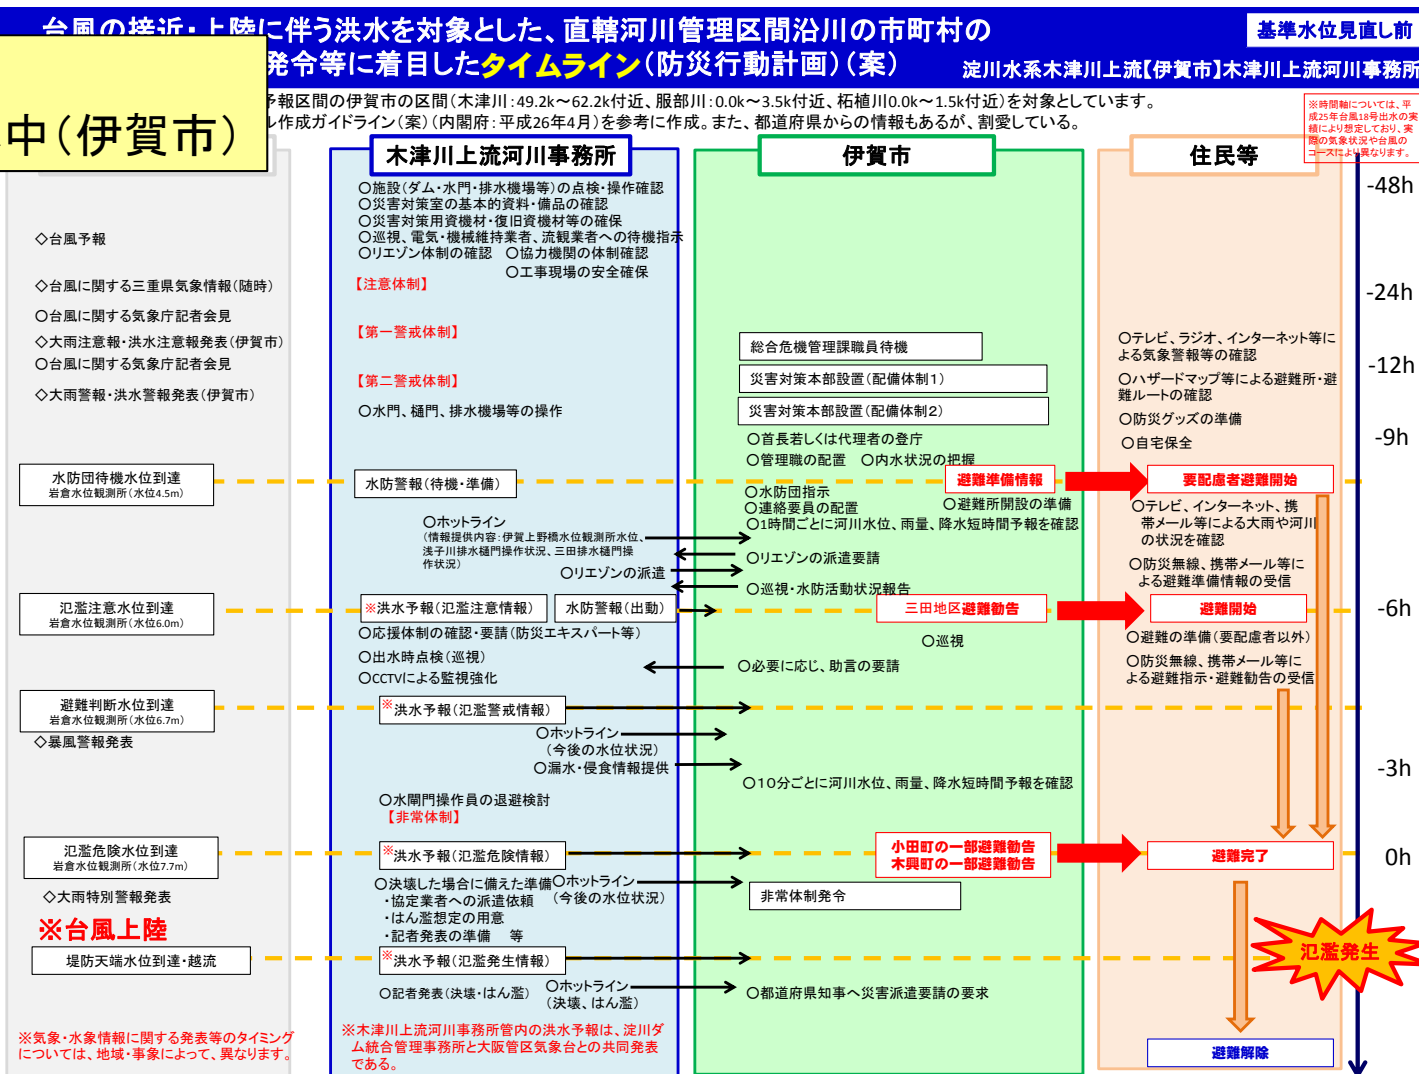 台風の接近・上陸に伴う洪水を対象とした、直轄河川管理区間沿川の市町村の
発令等に着目したタイムライン(防災行動計画)(案)
基準水位見直し前
淀川水系木津川上流【伊賀市】木津川上流河川事務所
中(伊賀市)
予報区間の伊賀市の区間(木津川:49.2k～62.2k付近、服部川:0.0k～3.5k付近、柘植川0.0k～1.5k付近)を対象としています。
ル作成ガイドライン(案)(内閣府:平成26年4月)を参考に作成。また、都道府県からの情報もあるが、割愛している。
※時間軸については、平
成25年台風18号出水の実
績により想定しており、実
際の気象状況や台風の
コースにより異なります。
◇台風予報
◇台風に関する三重県気象情報(随時)
○台風に関する気象庁記者会見
◇大雨注意報・洪水注意報発表(伊賀市)
○台風に関する気象庁記者会見
◇大雨警報・洪水警報発表(伊賀市)
水防団待機水位到達
岩倉水位観測所(水位4.5m)
氾濫注意水位到達
岩倉水位観測所(水位6.0m)
避難判断水位到達
岩倉水位観測所(水位6.7m)
◇暴風警報発表
氾濫危険水位到達
岩倉水位観測所(水位7.7m)
◇大雨特別警報発表
※台風上陸
堤防天端水位到達・越流
※気象・水象情報に関する発表等のタイミング
については、地域・事象によって、異なります。
木津川上流河川事務所
○施設(ダム・水門・排水機場等)の点検・操作確認
○災害対策室の基本的資料・備品の確認
○災害対策用資機材・復旧資機材等の確保
○巡視、電気・機械維持業者、流観業者への待機指示
○リエゾン体制の確認 ○協力機関の体制確認
○工事現場の安全確保
【注意体制】
【第一警戒体制】
【第二警戒体制】
○水門、樋門、排水機場等の操作
水防警報(待機・準備)
○ホットライン
(情報提供内容:伊賀上野橋水位観測所水位、
浅子川排水樋門操作状況、三田排水樋門操
作状況)
○リエゾンの派遣
※洪水予報(氾濫注意情報)
水防警報(出動)
○応援体制の確認・要請(防災エキスパート等)
○出水時点検(巡視)
○CCTVによる監視強化
※洪水予報(氾濫警戒情報)
○ホットライン
(今後の水位状況)
○漏水・侵食情報提供
○水閘門操作員の退避検討
【非常体制】
※洪水予報(氾濫危険情報)
○決壊した場合に備えた準備
・協定業者への派遣依頼
・はん濫想定の用意
・記者発表の準備 等
○ホットライン
(今後の水位状況)
※洪水予報(氾濫発生情報)
○記者発表(決壊・はん濫)
○ホットライン
(決壊、はん濫)
※木津川上流河川事務所管内の洪水予報は、淀川ダ
ム統合管理事務所と大阪管区気象台との共同発表
である。
伊賀市
総合危機管理課職員待機
災害対策本部設置(配備体制1)
災害対策本部設置(配備体制2)
○首長若しくは代理者の登庁
○管理職の配置 ○内水状況の把握
避難準備情報
○水防団指示
○連絡要員の配置
○避難所開設の準備
○1時間ごとに河川水位、雨量、降水短時間予報を確認
○リエゾンの派遣要請
○巡視・水防活動状況報告
三田地区避難勧告
○巡視
○必要に応じ、助言の要請
○10分ごとに河川水位、雨量、降水短時間予報を確認
小田町の一部避難勧告
木興町の一部避難勧告
非常体制発令
○都道府県知事へ災害派遣要請の要求
住民等
○テレビ、ラジオ、インターネット等に
よる気象警報等の確認
○ハザードマップ等による避難所・避
難ルートの確認
○防災グッズの準備
○自宅保全
要配慮者避難開始
○テレビ、インターネット、携
帯メール等による大雨や河川
の状況を確認
○防災無線、携帯メール等に
よる避難準備情報の受信
避難開始
○避難の準備(要配慮者以外)
○防災無線、携帯メール等に
よる避難指示・避難勧告の受信
避難完了
氾濫発生
避難解除
-48h
-24h
-12h
-9h
-6h
-3h
0h